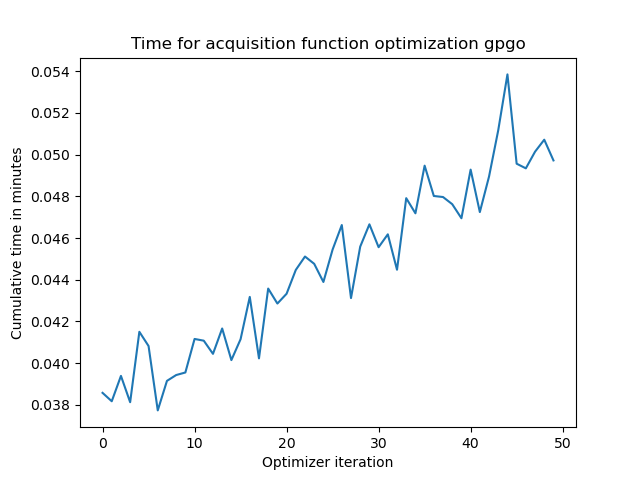 Time for acquisition function optimization gpgo
Cumulative time in minutes
0.054
0.052
0.050
0.048
0.046
0.044
0.042
0.040
0.038
0 10 20 30 40 50
Optimizer iteration